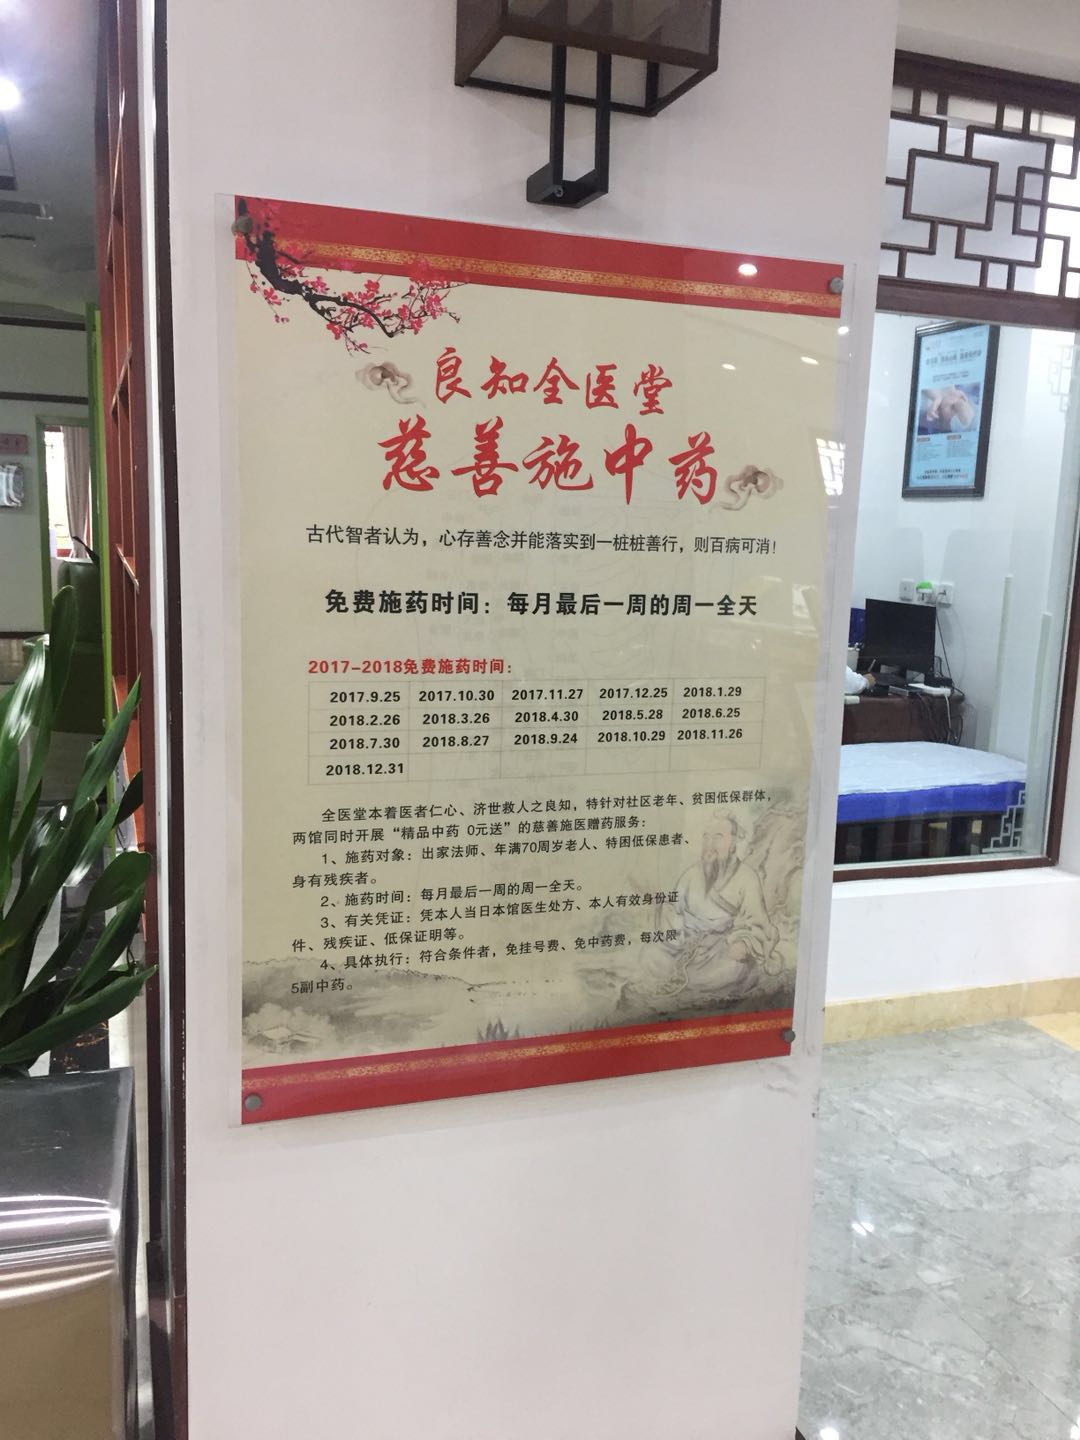 良知全医堂
慈善施中药
古代智者认为，心存善念并能落实到一桩桩善行，则百病可消！
免费施药时间：每月最后一周的周一全天
2017-2018免费施药时间：
2017.9.25 2017.10.30 2017.11.27 2017.12.25 2018.1.29
2018.2.26 2018.3.26 2018.4.30 2018.5.28 2018.6.25
2018.7.30 2018.8.27 2018.9.24 2018.10.29 2018.11.26
2018.12.31
全医堂本着医者仁心、济世救人之良知，特针对社区老年、贫困低保群体，
两馆同时开展“精品中药 0元送”的慈善施医赠药服务：
1、施药对象：出家法师、年满70周岁老人、特困低保患者、
身有残疾者。
2、施药时间：每月最后一周的周一全天。
3、有关凭证：凭本人当日本馆医生处方、本人有效身份证
件、残疾证、低保证明等。
4、具体执行：符合条件者，免挂号费、免中药费，每次限
5副中药。